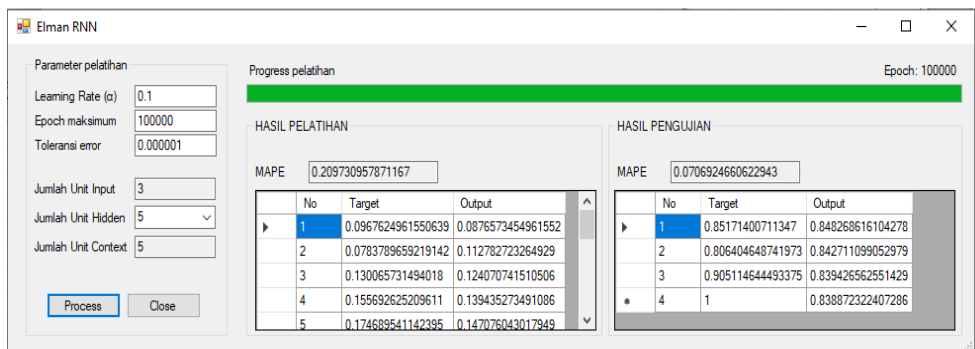 Elman RNN
Parameter pelatihan
Learning Rate (α) 0.1
Epoch maksimum 100000
Toleransi error 0.000001
Jumlah Unit Input 3
Jumlah Unit Hidden 5
Jumlah Unit Context 5
Process Close
Progress pelatihan Epoch: 100000
HASIL PELATIHAN
MAPE 0.209730957871167
No Target Output
1 0.0967624961550639 0.0876573454961552
2 0.0783789659219142 0.112782723264929
3 0.130065731494018 0.124070741510506
4 0.155692625209611 0.139435273491086
5 0.174689541142395 0.147076043017949
HASIL PENGUJIAN
MAPE 0.0706924660622943
No Target Output
1 0.85171400711347 0.848268616104278
2 0.806404648741973 0.842711099052979
3 0.905114644493375 0.839426562551429
4 1 0.838872322407286